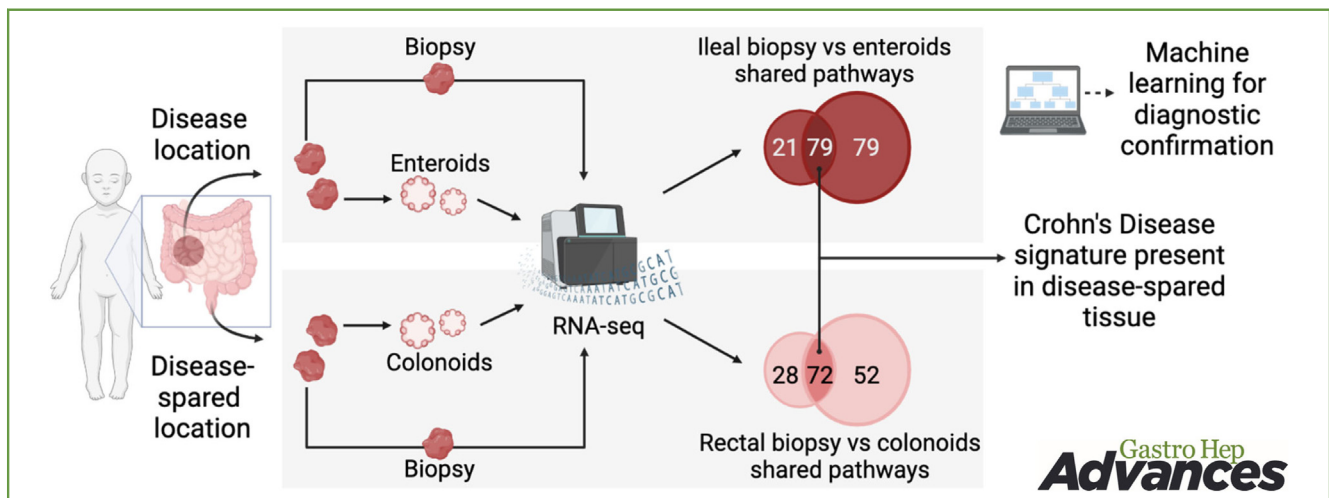 Biopsy
Disease
location
Enteroids
Ileal biopsy vs enteroids
shared pathways
21 79 79
Machine
learning for
diagnostic
confirmation
RNA-seq
Crohn's Disease
signature present
in disease-spared
tissue
Disease-
spared
location
Colonoids
Biopsy
28 72 52
Rectal biopsy vs colonoids
shared pathways
Gastro Hep
Advances